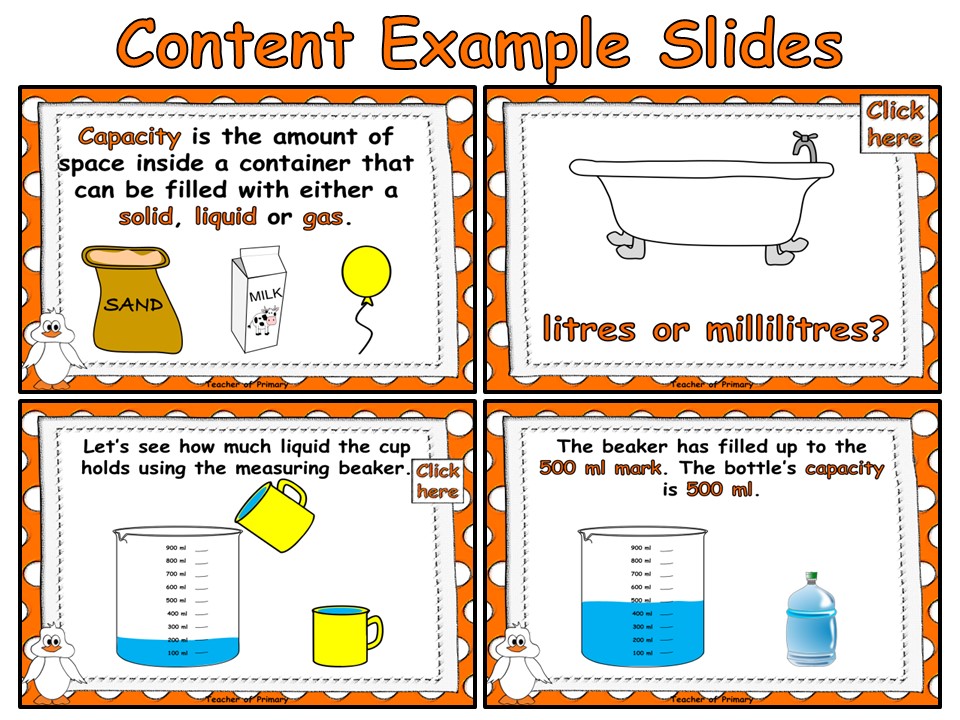 Content Example Slides
Capacity is the amount of
space inside a container that
can be filled with either a
solid, liquid or gas.
SAND
MILK
Teacher of Primary
Click
here
litres or millilitres?
Teacher of Primary
Let's see how much liquid the cup
holds using the measuring beaker.
Click
here
900 ml
800 ml
700 ml
600 ml
500 ml
400 ml
300 ml
200 ml
100 ml
Teacher of Primary
The beaker has filled up to the
500 ml mark. The bottle's capacity
is 500 ml.
900 ml
800 ml
700 ml
600 ml
500 ml
400 ml
300 ml
200 ml
100 ml
Teacher of Primary